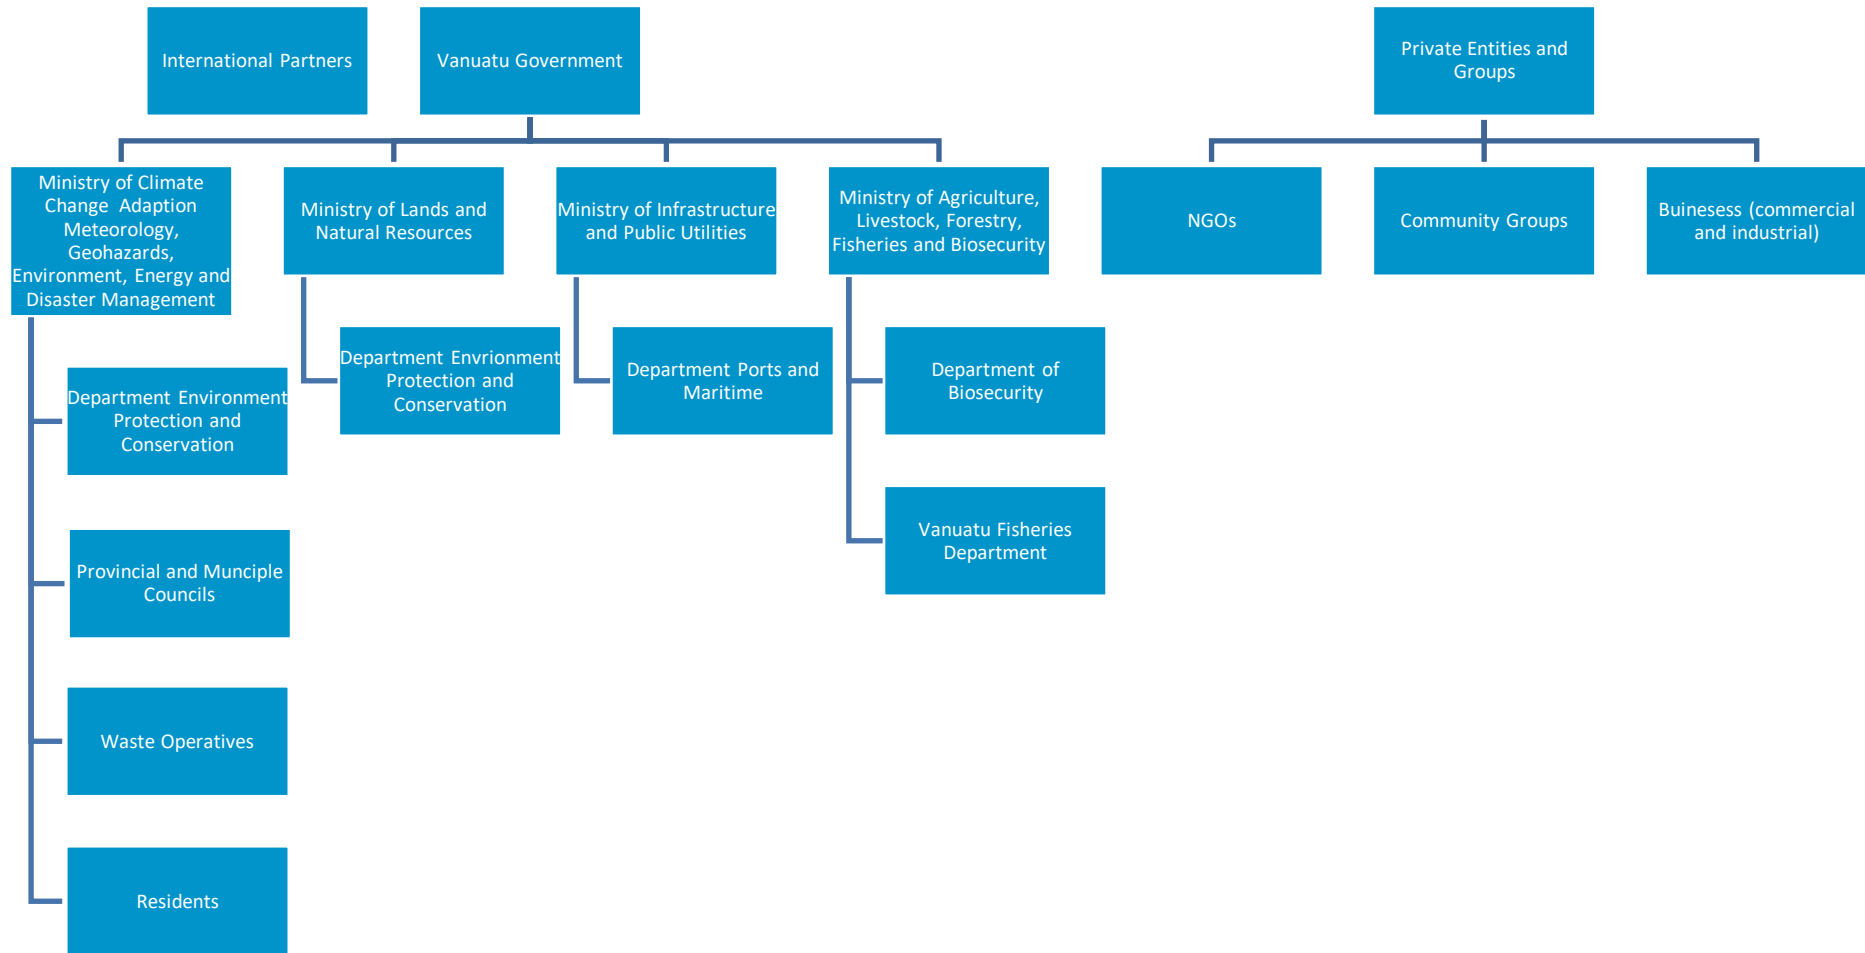 International Partners
Vanuatu Government
Private Entities and
Groups
Ministry of Climate
Change Adaption
Meteorology,
Geohazards,
Environment, Energy and
Disaster Management
Ministry of Lands and
Natural Resources
Ministry of Infrastructure
and Public Utilities
Ministry of Agriculture,
Livestock, Forestry,
Fisheries and Biosecurity
NGOs
Community Groups
Buinesess (commercial
and industrial)
Department Environment
Protection and
Conservation
Department Envrionment
Protection and
Conservation
Department Ports and
Maritime
Department of
Biosecurity
Vanuatu Fisheries
Department
Provincial and Munciple
Councils
Waste Operatives
Residents